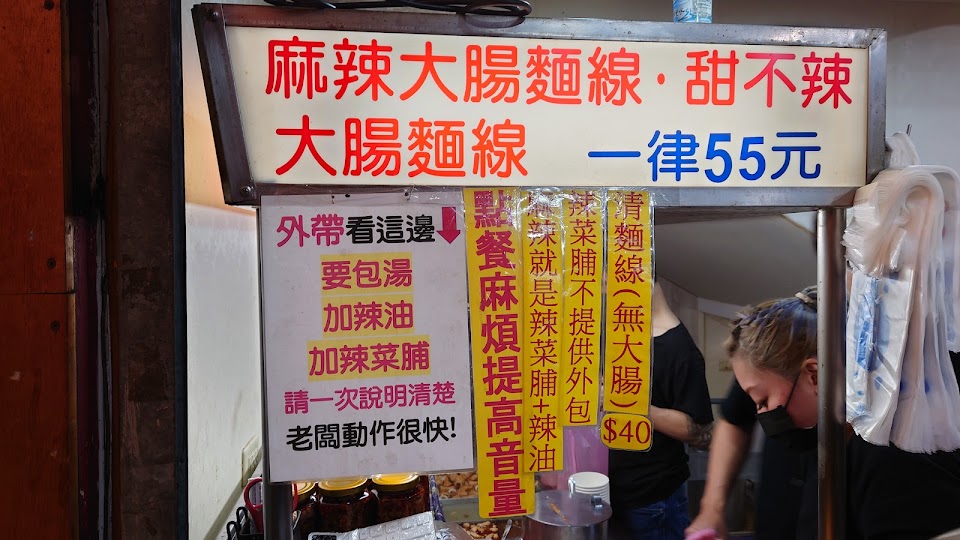 麻辣大腸麵線·甜不辣
大腸麵線 一律55元
外帶看這邊
要包湯
加辣油
加辣菜脯
請一次說明清楚
老闆動作很快!
點餐麻煩提高音量
麻辣就是辣菜脯+辣油
辣菜脯不提供外包
清麵線(無大腸)
$40